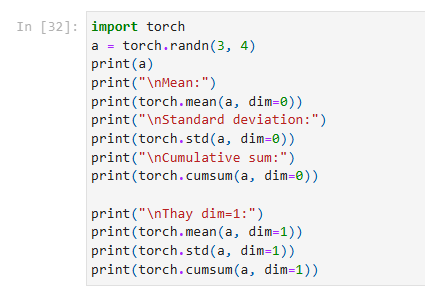 In [32]: import torch
a = torch.randn(3, 4)
print(a)
print("\nMean:")
print(torch.mean(a, dim=0))
print("\nStandard deviation:")
print(torch.std(a, dim=0))
print("\nCumulative sum:")
print(torch.cumsum(a, dim=0))

print("\nThay dim=1:")
print(torch.mean(a, dim=1))
print(torch.std(a, dim=1))
print(torch.cumsum(a, dim=1))